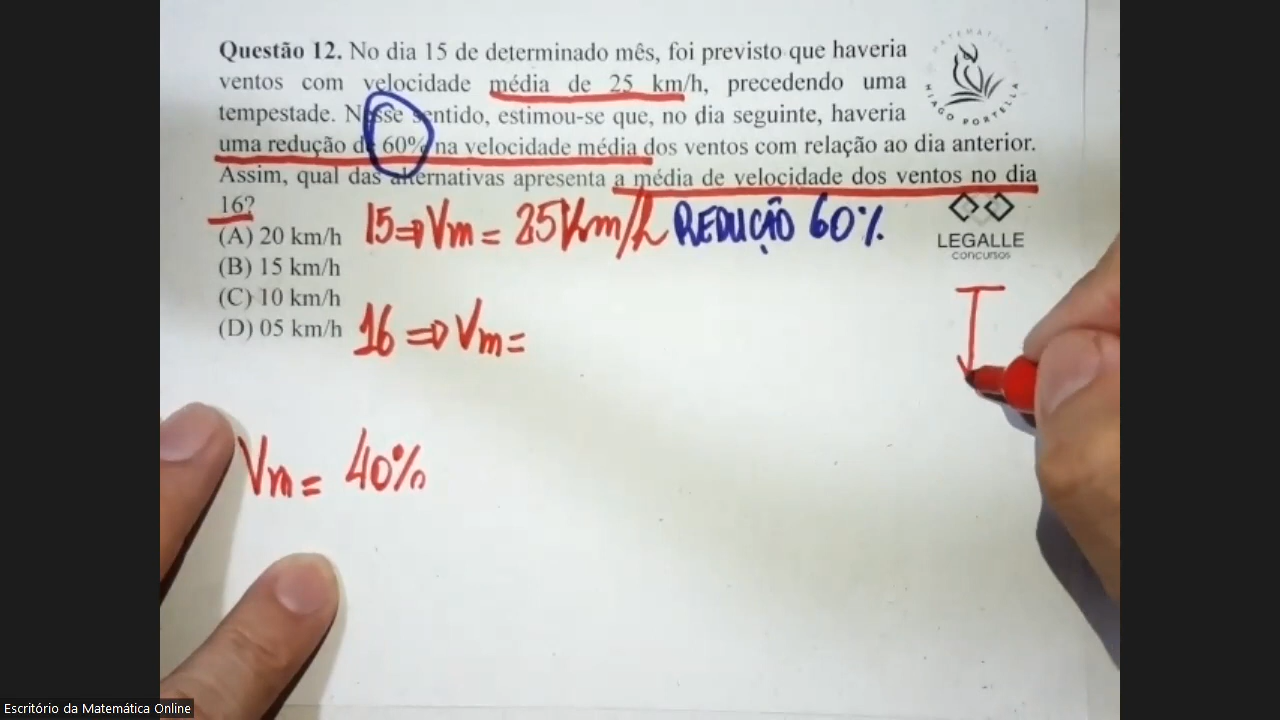 Questão 12. No dia 15 de determinado mês, foi previsto que haveria
ventos com velocidade média de 25 km/h, precedendo uma
tempestade. Nesse sentido, estimou-se que, no dia seguinte, haveria
uma redução de 60% na velocidade média dos ventos com relação ao dia anterior.
Assim, qual das alternativas apresenta a média de velocidade dos ventos no dia
16?
(A) 20 km/h
(B) 15 km/h
(C) 10 km/h
(D) 05 km/h
MATEMÁTICA
THIAGO PORTELLA
LEGALLE
concursos
15 ⇒ Vm = 25 Km/h REDUÇÃO 60%
16 ⇒ Vm =
Vm = 40%
Escritório da Matemática Online